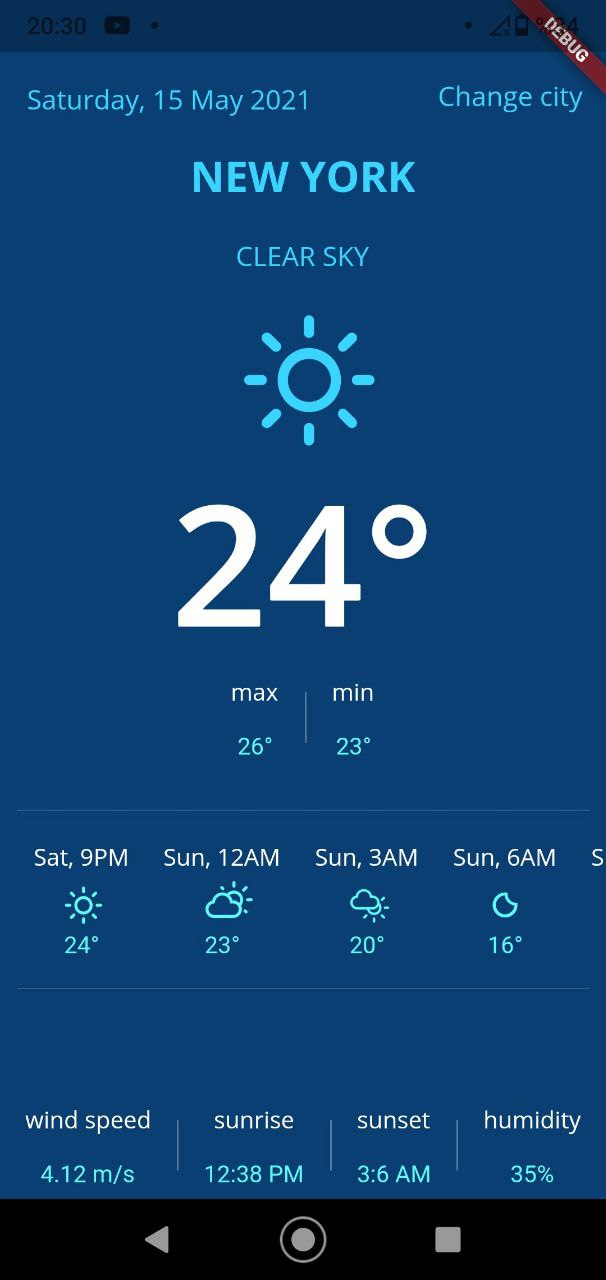 20:30
DEBUG
Saturday, 15 May 2021 Change city
NEW YORK
CLEAR SKY
24°
max min
26° 23°
Sat, 9PM Sun, 12AM Sun, 3AM Sun, 6AM S
24° 23° 20° 16°
wind speed sunrise sunset humidity
4.12 m/s 12:38 PM 3:6 AM 35%